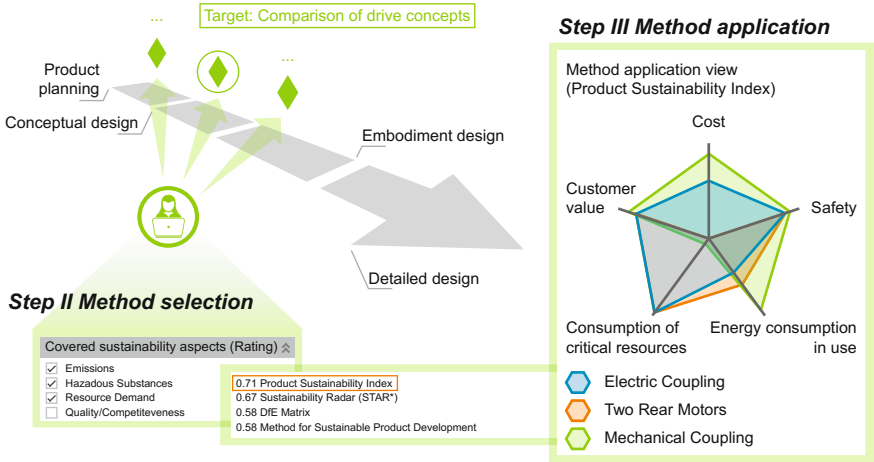 Target: Comparison of drive concepts
...
...
Product
planning
Conceptual design
Embodiment design
Detailed design
Step II Method selection
Covered sustainability aspects (Rating)
Emissions
Hazadous Substances
Resource Demand
Quality/Competiteveness
0.71 Product Sustainability Index
0.67 Sustainability Radar (STAR*)
0.58 DfE Matrix
0.58 Method for Sustainable Product Development
Step III Method application
Method application view
(Product Sustainability Index)
Cost
Customer
value
Safety
Consumption of
critical resources
Energy consumption
in use
Electric Coupling
Two Rear Motors
Mechanical Coupling